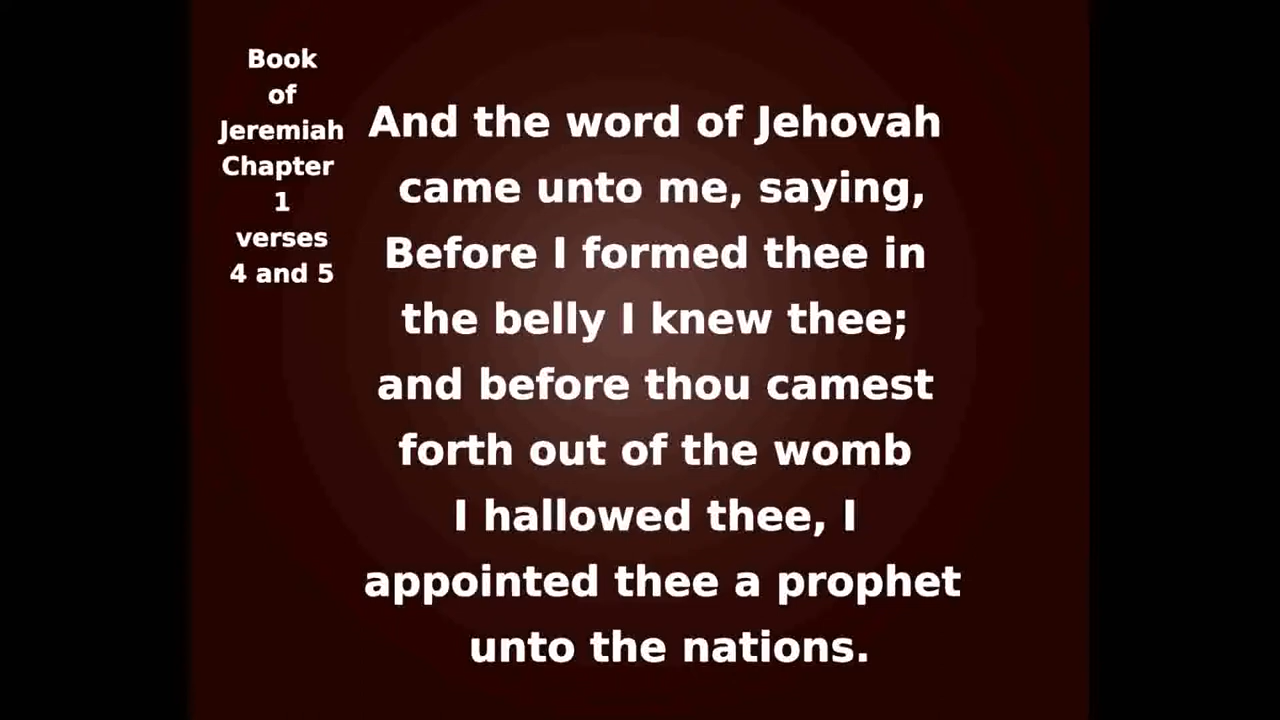 Book
of
Jeremiah
Chapter
1
verses
4 and 5
And the word of Jehovah
came unto me, saying,
Before I formed thee in
the belly I knew thee;
and before thou camest
forth out of the womb
I hallowed thee, I
appointed thee a prophet
unto the nations.